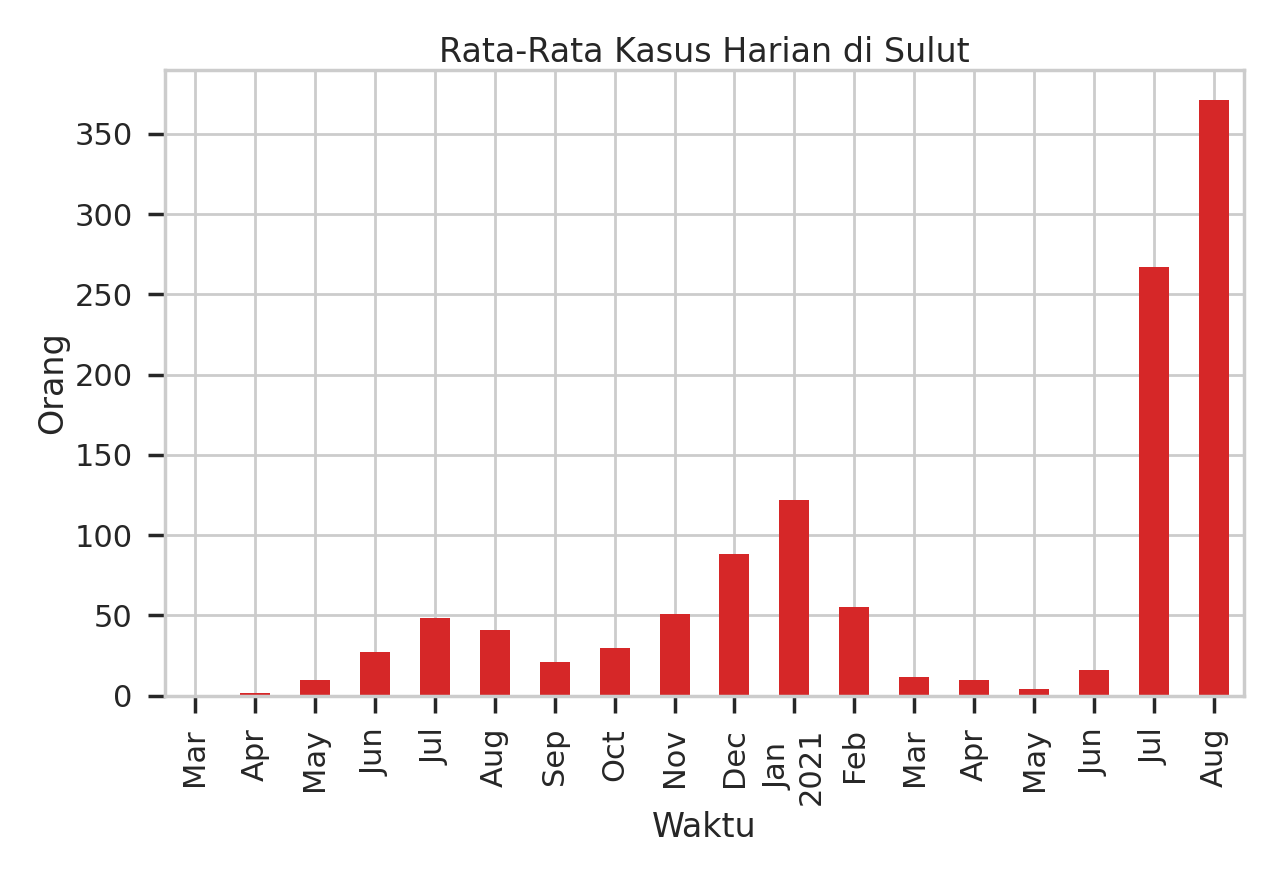 Rata-Rata Kasus Harian di Sulut
Orang
350
300
250
200
150
100
50
0
Mar
Apr
May
Jun
Jul
Aug
Sep
Oct
Nov
Dec
Jan
2021
Feb
Mar
Apr
May
Jun
Jul
Aug
Waktu